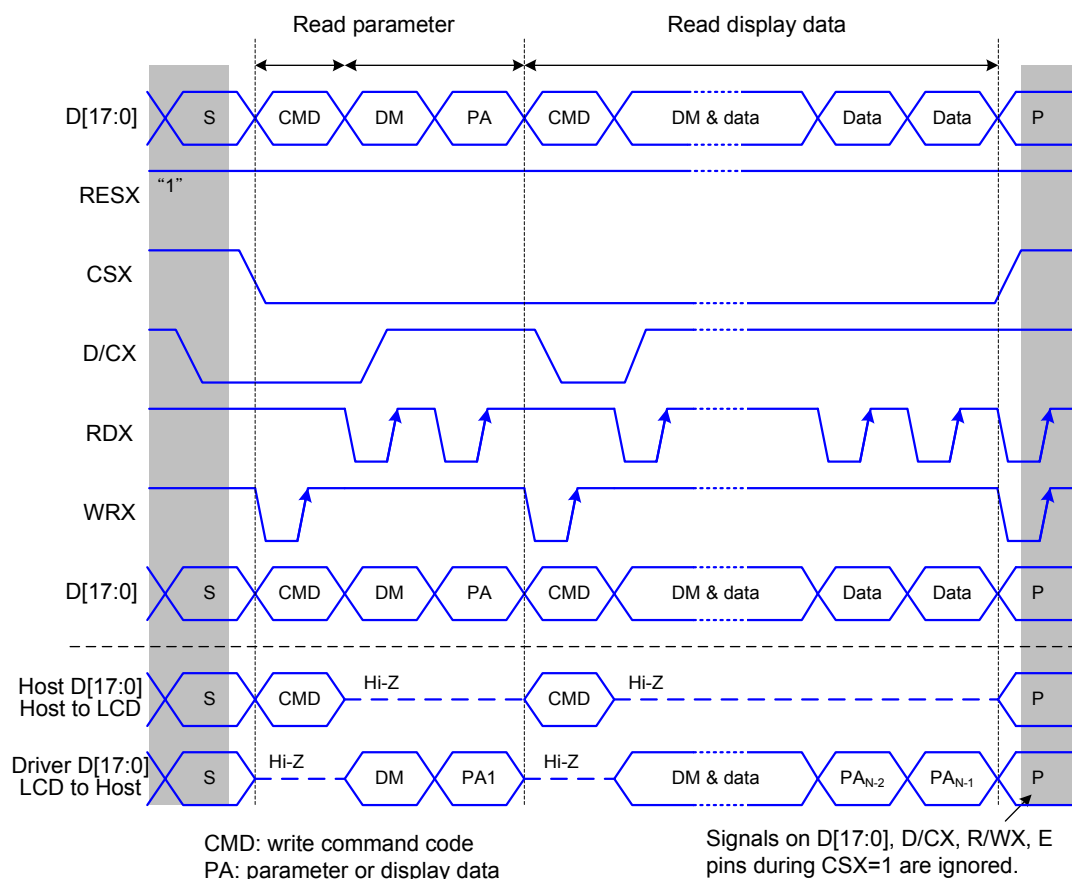 Read parameter
Read display data
D[17:0]
S
CMD
DM
PA
CMD
DM & data
Data
Data
P
RESX
“1”
CSX
D/CX
RDX
WRX
D[17:0]
S
CMD
DM
PA
CMD
DM & data
Data
Data
P
Host D[17:0]
Host to LCD
S
CMD
Hi-Z
CMD
Hi-Z
P
Driver D[17:0]
LCD to Host
S
Hi-Z
DM
PA1
Hi-Z
DM & data
PA_N-2
PA_N-1
P
CMD: write command code
PA: parameter or display data
Signals on D[17:0], D/CX, R/WX, E
pins during CSX=1 are ignored.